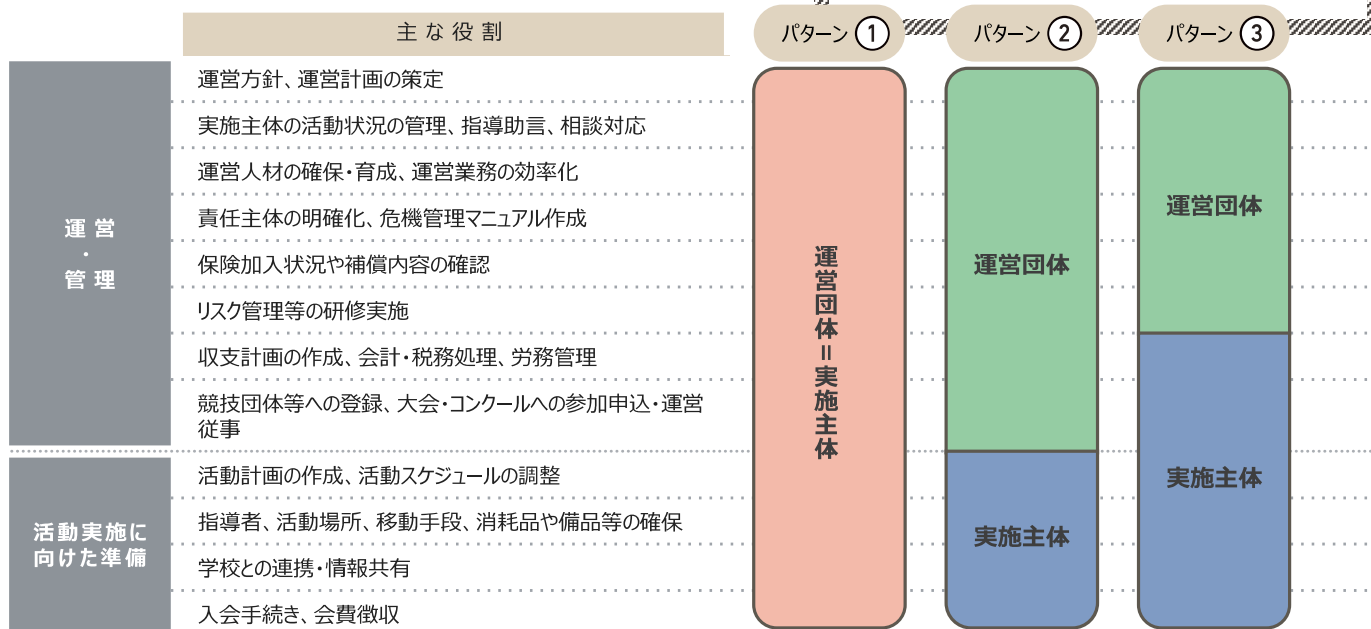 主な役割
パターン 1
パターン 2
パターン 3
運営
・
管理
運営方針、運営計画の策定
実施主体の活動状況の管理、指導助言、相談対応
運営人材の確保・育成、運営業務の効率化
責任主体の明確化、危機管理マニュアル作成
保険加入状況や補償内容の確認
リスク管理等の研修実施
収支計画の作成、会計・税務処理、労務管理
競技団体等への登録、大会・コンクールへの参加申込・運営
従事
活動実施に
向けた準備
活動計画の作成、活動スケジュールの調整
指導者、活動場所、移動手段、消耗品や備品等の確保
学校との連携・情報共有
入会手続き、会費徴収
運営団体=実施主体
運営団体
実施主体
運営団体
実施主体